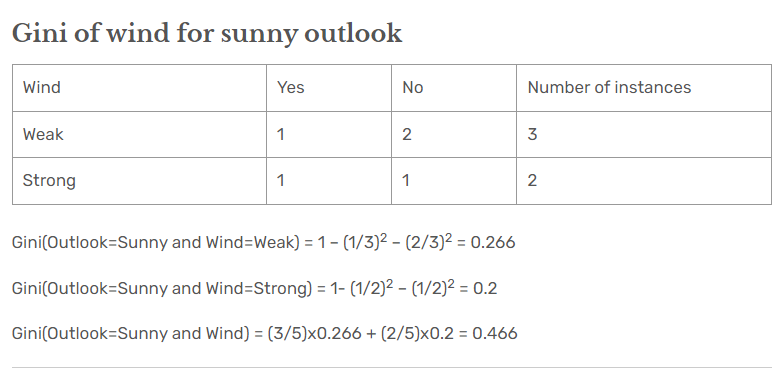 Gini of wind for sunny outlook
Wind Yes No Number of instances
Weak 1 2 3
Strong 1 1 2
Gini(Outlook=Sunny and Wind=Weak) = 1 – (1/3)² – (2/3)² = 0.266
Gini(Outlook=Sunny and Wind=Strong) = 1- (1/2)² – (1/2)² = 0.2
Gini(Outlook=Sunny and Wind) = (3/5)x0.266 + (2/5)x0.2 = 0.466